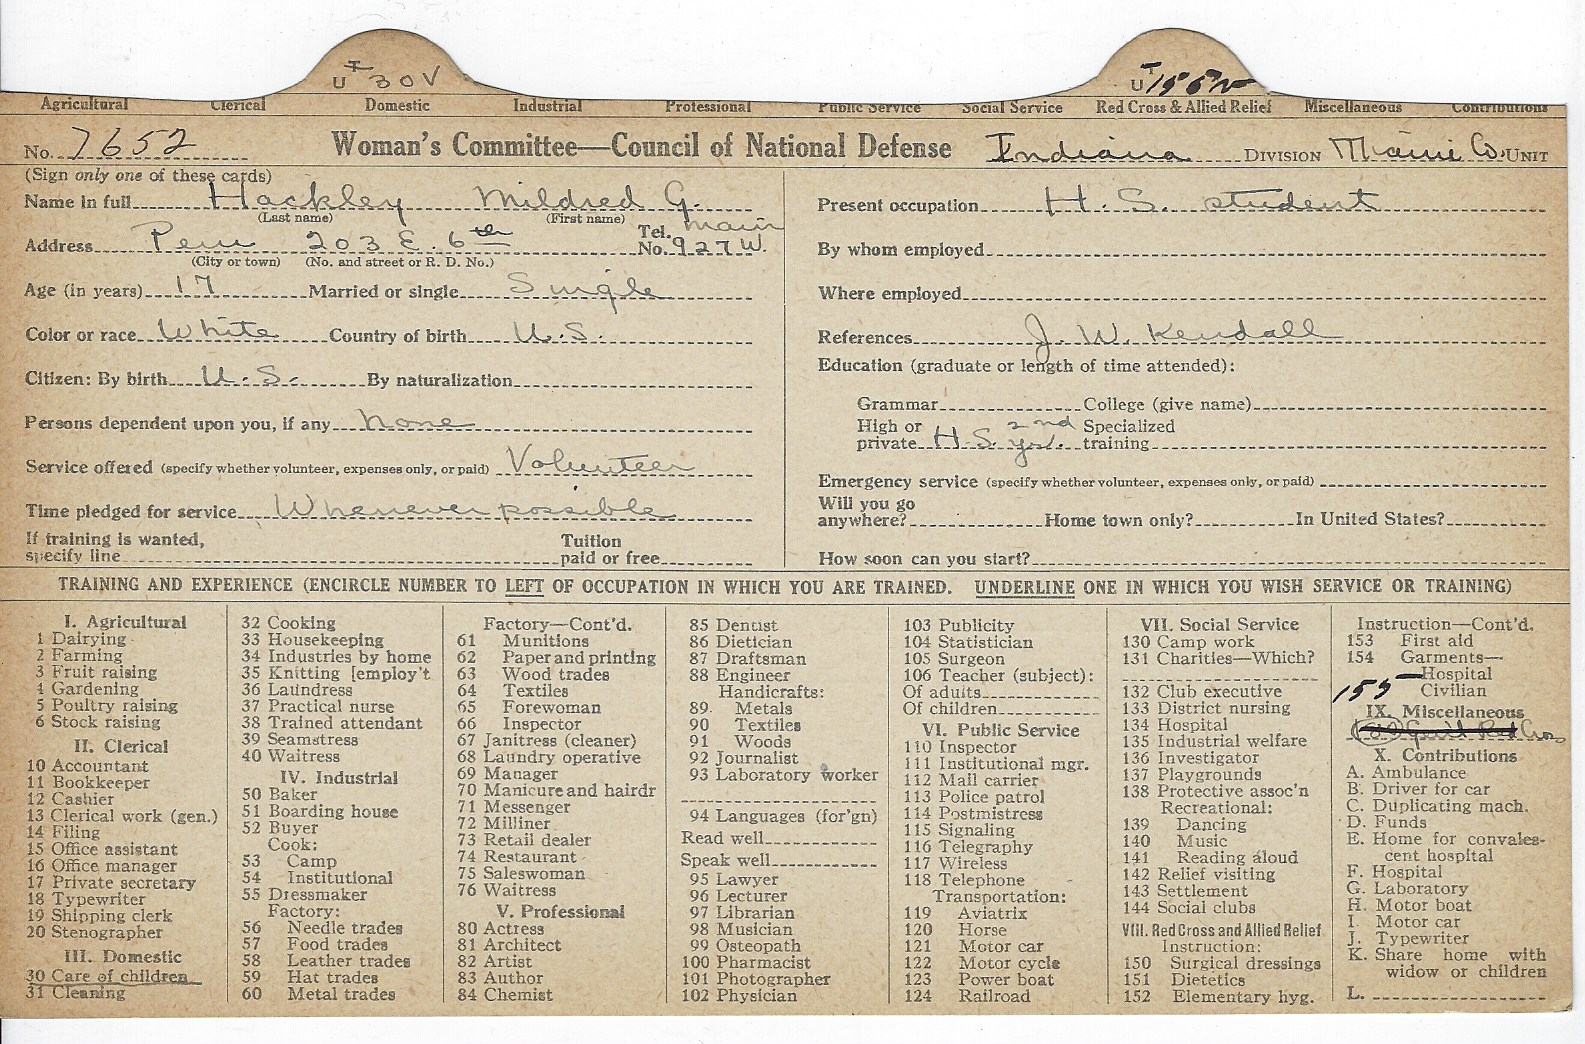 U T 30 V
U T 156 V
Agricultural Clerical Domestic Industrial Professional Public Service Social Service Red Cross & Allied Relief Miscellaneous Contributions
No. 7652 Woman's Committee—Council of National Defense Indiana DIVISION Miami Co. UNIT
(Sign only one of these cards)
Name in full Hackley Mildred G.
(Last name) (First name)
Address Peru 203 E. 6th Tel. No. Main 927 W.
(City or town) (No. and street or R. D. No.)
Age (in years) 17 Married or single Single
Color or race White Country of birth U.S.
Citizen: By birth U.S. By naturalization
Persons dependent upon you, if any None
Service offered (specify whether volunteer, expenses only, or paid) Volunteer
Time pledged for service Whenever possible
If training is wanted, specify line Tuition paid or free
Present occupation H. S. student
By whom employed
Where employed
References J. W. Kendall
Education (graduate or length of time attended):
Grammar College (give name)
High or private H.S. 2nd yr. Specialized training
Emergency service (specify whether volunteer, expenses only, or paid)
Will you go anywhere? Home town only? In United States?
How soon can you start?
TRAINING AND EXPERIENCE (ENCIRCLE NUMBER TO LEFT OF OCCUPATION IN WHICH YOU ARE TRAINED. UNDERLINE ONE IN WHICH YOU WISH SERVICE OR TRAINING)
I. Agricultural
1 Dairying
2 Farming
3 Fruit raising
4 Gardening
5 Poultry raising
6 Stock raising
II. Clerical
10 Accountant
11 Bookkeeper
12 Cashier
13 Clerical work (gen.)
14 Filing
15 Office assistant
16 Office manager
17 Private secretary
18 Typewriter
19 Shipping clerk
20 Stenographer
III. Domestic
30 Care of children
31 Cleaning
32 Cooking
33 Housekeeping
34 Industries by home
35 Knitting [employ't
36 Laundress
37 Practical nurse
38 Trained attendant
39 Seamstress
40 Waitress
IV. Industrial
50 Baker
51 Boarding house
52 Buyer
Cook:
53 Camp
54 Institutional
55 Dressmaker
Factory:
56 Needle trades
57 Food trades
58 Leather trades
59 Hat trades
60 Metal trades
Factory—Cont'd.
61 Munitions
62 Paper and printing
63 Wood trades
64 Textiles
65 Forewoman
66 Inspector
67 Janitress (cleaner)
68 Laundry operative
69 Manager
70 Manicure and hairdr
71 Messenger
72 Milliner
73 Retail dealer
74 Restaurant
75 Saleswoman
76 Waitress
V. Professional
80 Actress
81 Architect
82 Artist
83 Author
84 Chemist
85 Dentist
86 Dietician
87 Draftsman
88 Engineer
Handicrafts:
89 Metals
90 Textiles
91 Woods
92 Journalist
93 Laboratory worker
94 Languages (for'gn)
Read well
Speak well
95 Lawyer
96 Lecturer
97 Librarian
98 Musician
99 Osteopath
100 Pharmacist
101 Photographer
102 Physician
103 Publicity
104 Statistician
105 Surgeon
106 Teacher (subject):
Of adults
Of children
VI. Public Service
110 Inspector
111 Institutional mgr.
112 Mail carrier
113 Police patrol
114 Postmistress
115 Signaling
116 Telegraphy
117 Wireless
118 Telephone
Transportation:
119 Aviatrix
120 Horse
121 Motor car
122 Motor cycle
123 Power boat
124 Railroad
VII. Social Service
130 Camp work
131 Charities—Which?
132 Club executive
133 District nursing
134 Hospital
135 Industrial welfare
136 Investigator
137 Playgrounds
138 Protective assoc'n
Recreational:
139 Dancing
140 Music
141 Reading aloud
142 Relief visiting
143 Settlement
144 Social clubs
VIII. Red Cross and Allied Relief
Instruction:
150 Surgical dressings
151 Dietetics
152 Elementary hyg.
Instruction—Cont'd.
153 First aid
154 Garments—
Hospital
155 Civilian
IX. Miscellaneous
Red Cross
X. Contributions
A. Ambulance
B. Driver for car
C. Duplicating mach.
D. Funds
E. Home for convalescent hospital
F. Hospital
G. Laboratory
H. Motor boat
I. Motor car
J. Typewriter
K. Share home with widow or children
L.